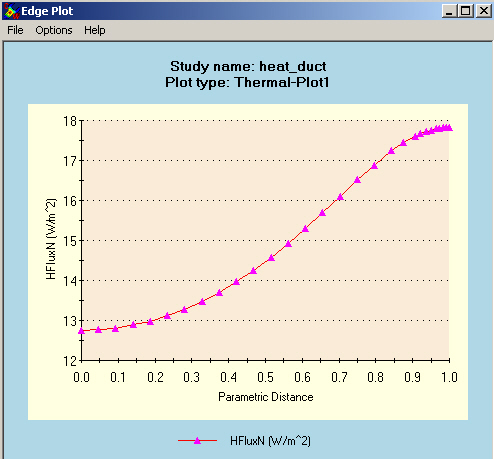 Edge Plot
File Options Help
Study name: heat_duct
Plot type: Thermal-Plot1
18
17
16
15
14
13
12
HFluxN (W/m^2)
0.0 0.1 0.2 0.3 0.4 0.5 0.6 0.7 0.8 0.9 1.0
Parametric Distance
HFluxN (W/m^2)